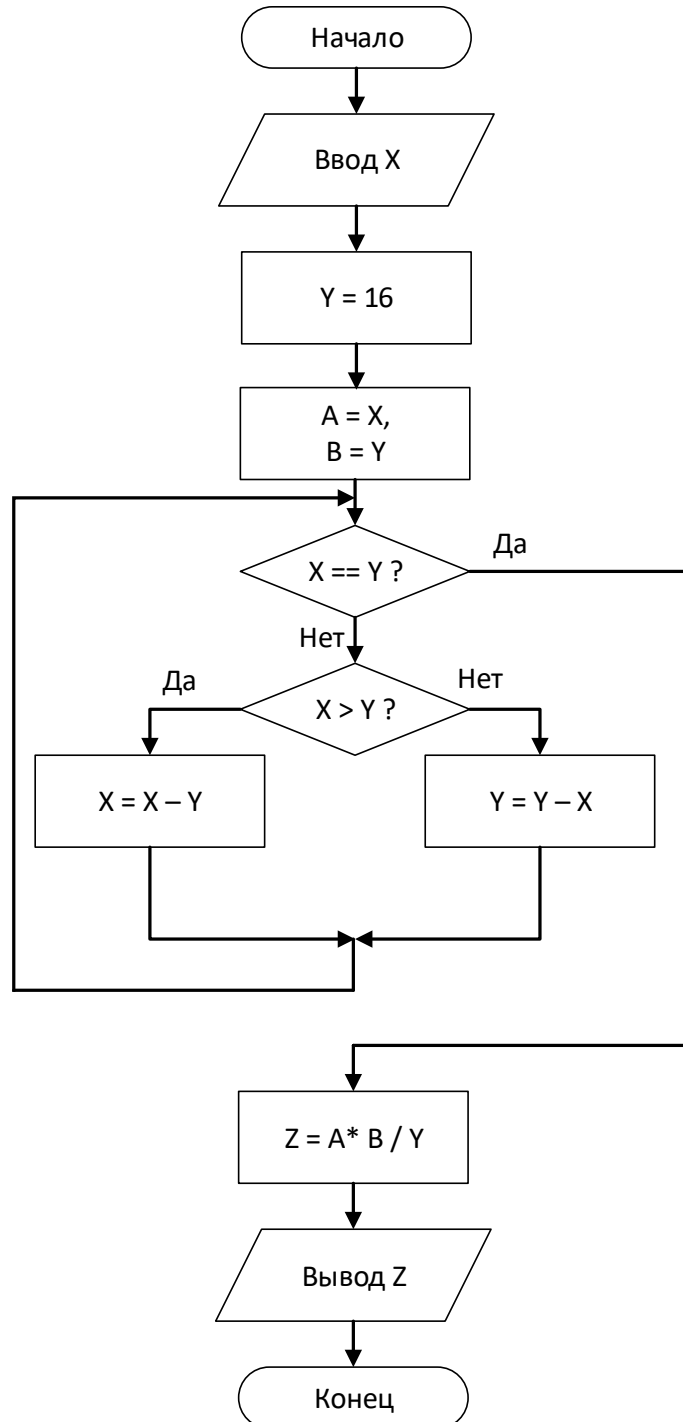 Начало
Ввод X
Y = 16
A = X,
B = Y
X == Y ?
Да
Нет
X > Y ?
Да
Нет
X = X – Y
Y = Y – X
Z = A* B / Y
Вывод Z
Конец